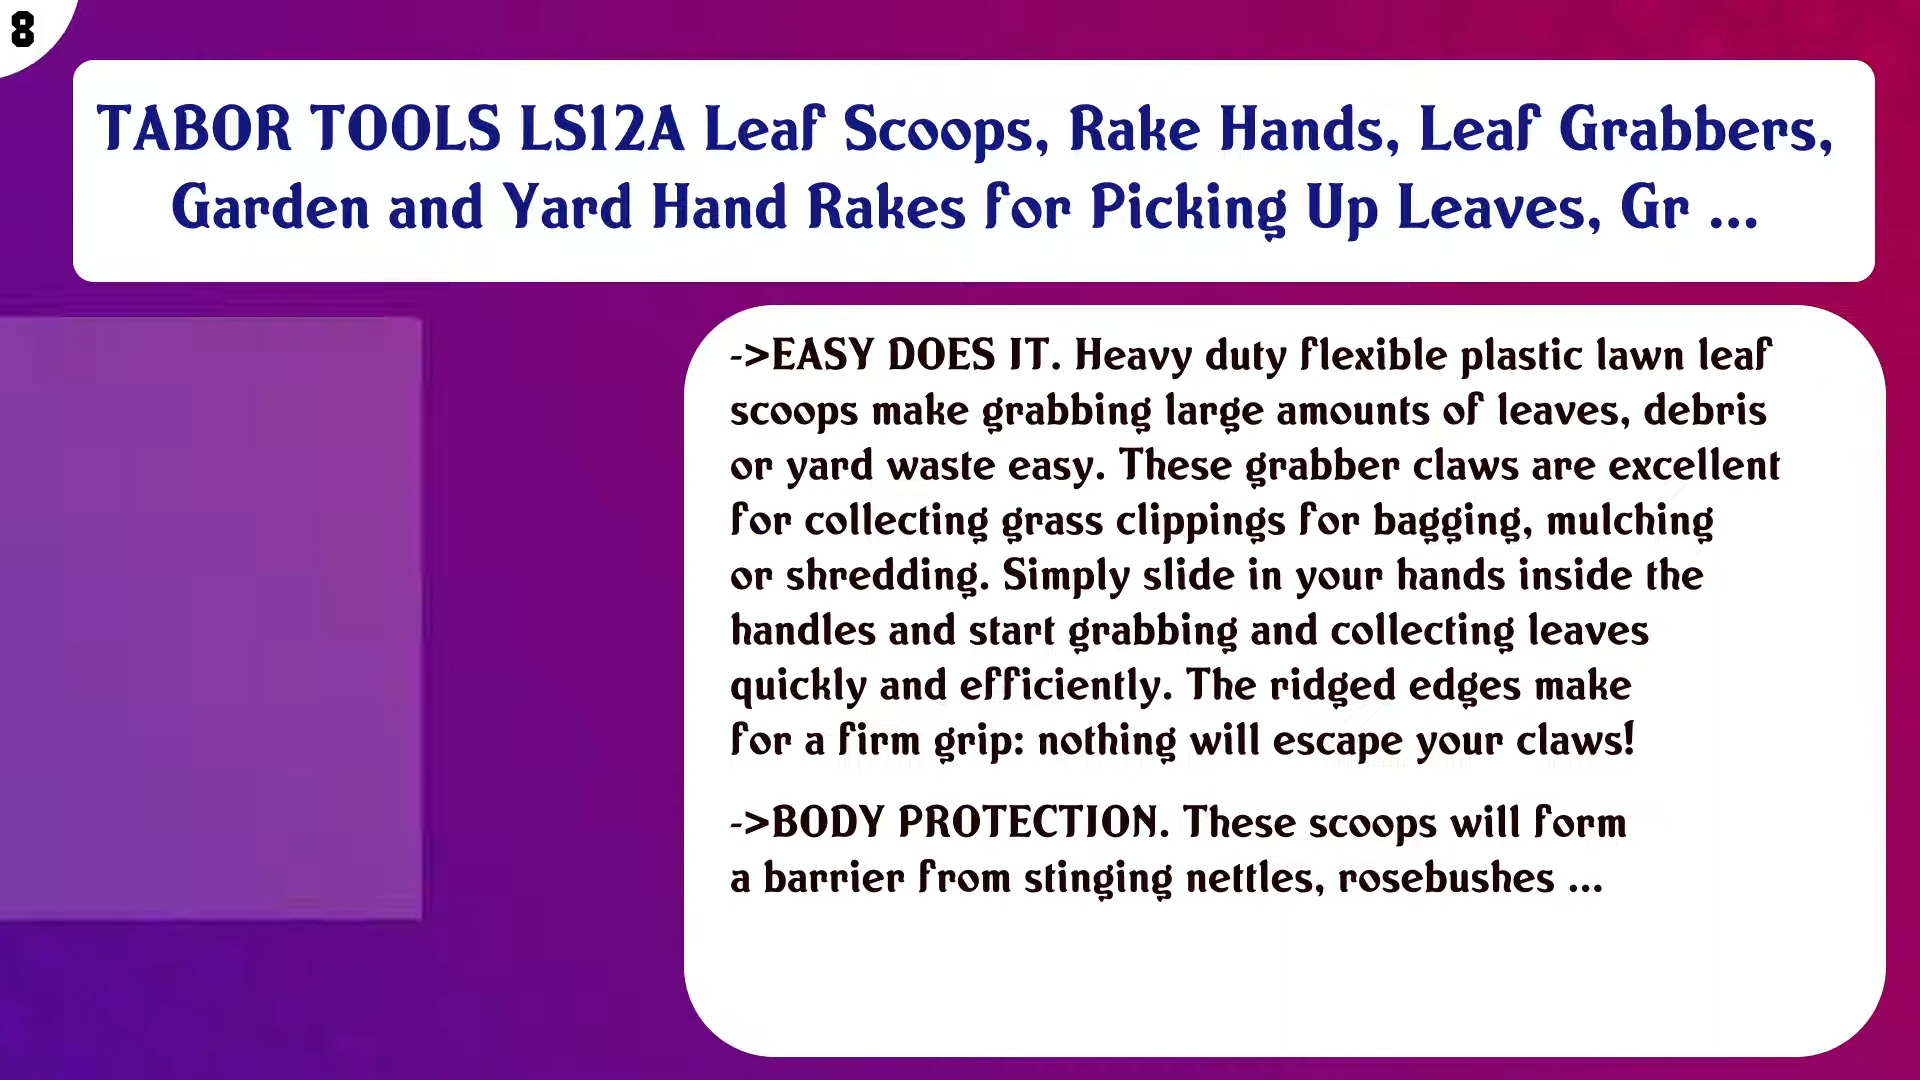 8
TABOR TOOLS LS12A Leaf Scoops, Rake Hands, Leaf Grabbers,
Garden and Yard Hand Rakes for Picking Up Leaves, Gr ...
->EASY DOES IT. Heavy duty flexible plastic lawn leaf
scoops make grabbing large amounts of leaves, debris
or yard waste easy. These grabber claws are excellent
for collecting grass clippings for bagging, mulching
or shredding. Simply slide in your hands inside the
handles and start grabbing and collecting leaves
quickly and efficiently. The ridged edges make
for a firm grip: nothing will escape your claws!
->BODY PROTECTION. These scoops will form
a barrier from stinging nettles, rosebushes ...